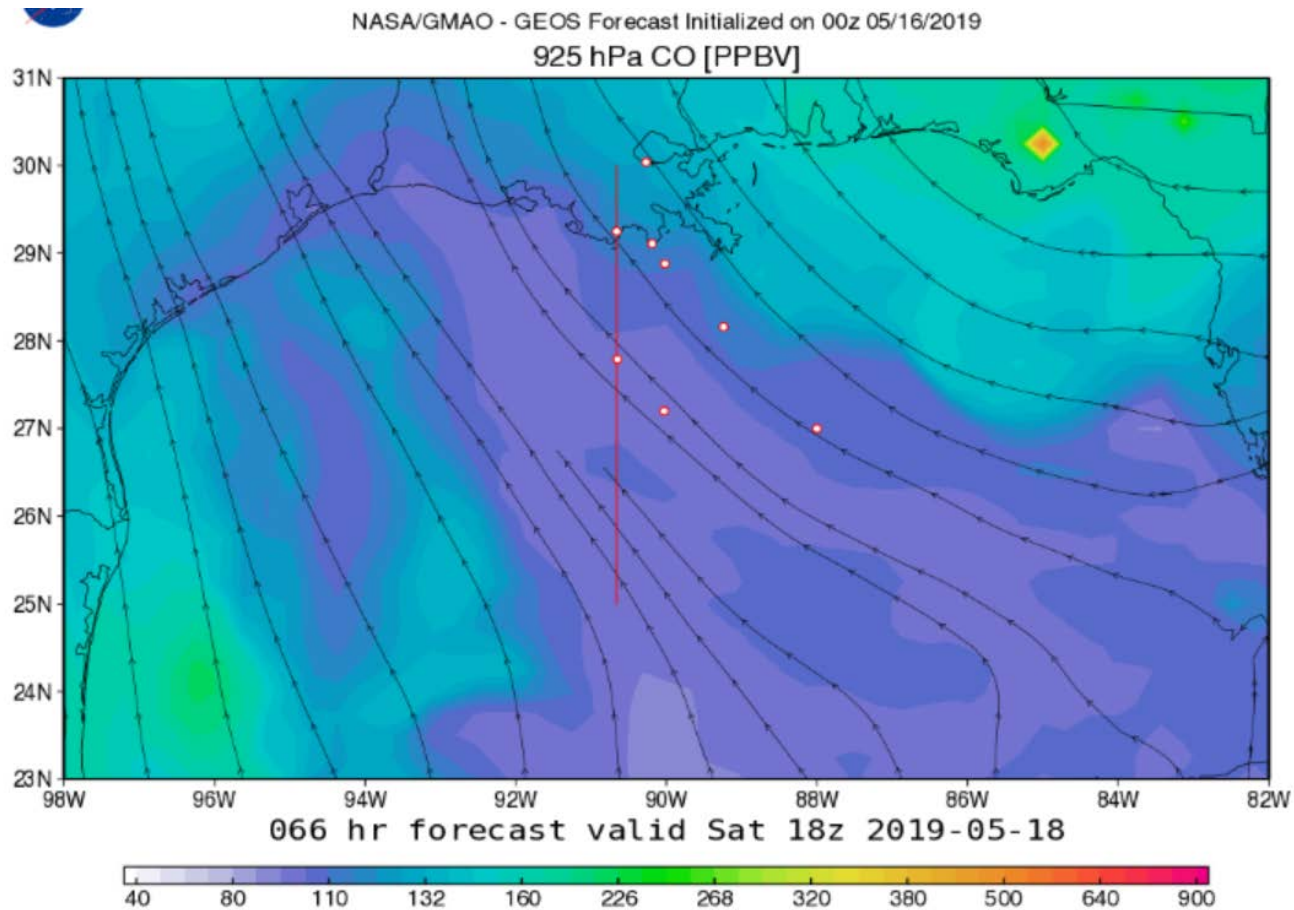 NASA/GMAO - GEOS Forecast Initialized on 00z 05/16/2019
925 hPa CO [PPBV]
31N
30N
29N
28N
27N
26N
25N
24N
23N
98W 96W 94W 92W 90W 88W 86W 84W 82W
066 hr forecast valid Sat 18z 2019-05-18
40 80 110 132 160 226 268 320 380 500 640 900